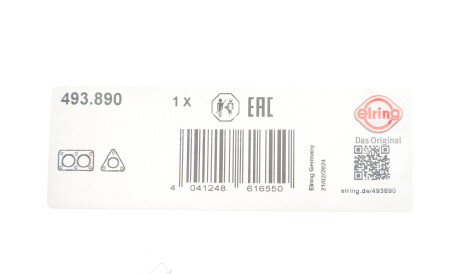 493.890
1 X
EAC
elring
Das Original
4 041248 616550
Elring Germany
21/02/2024
elring.de/493890